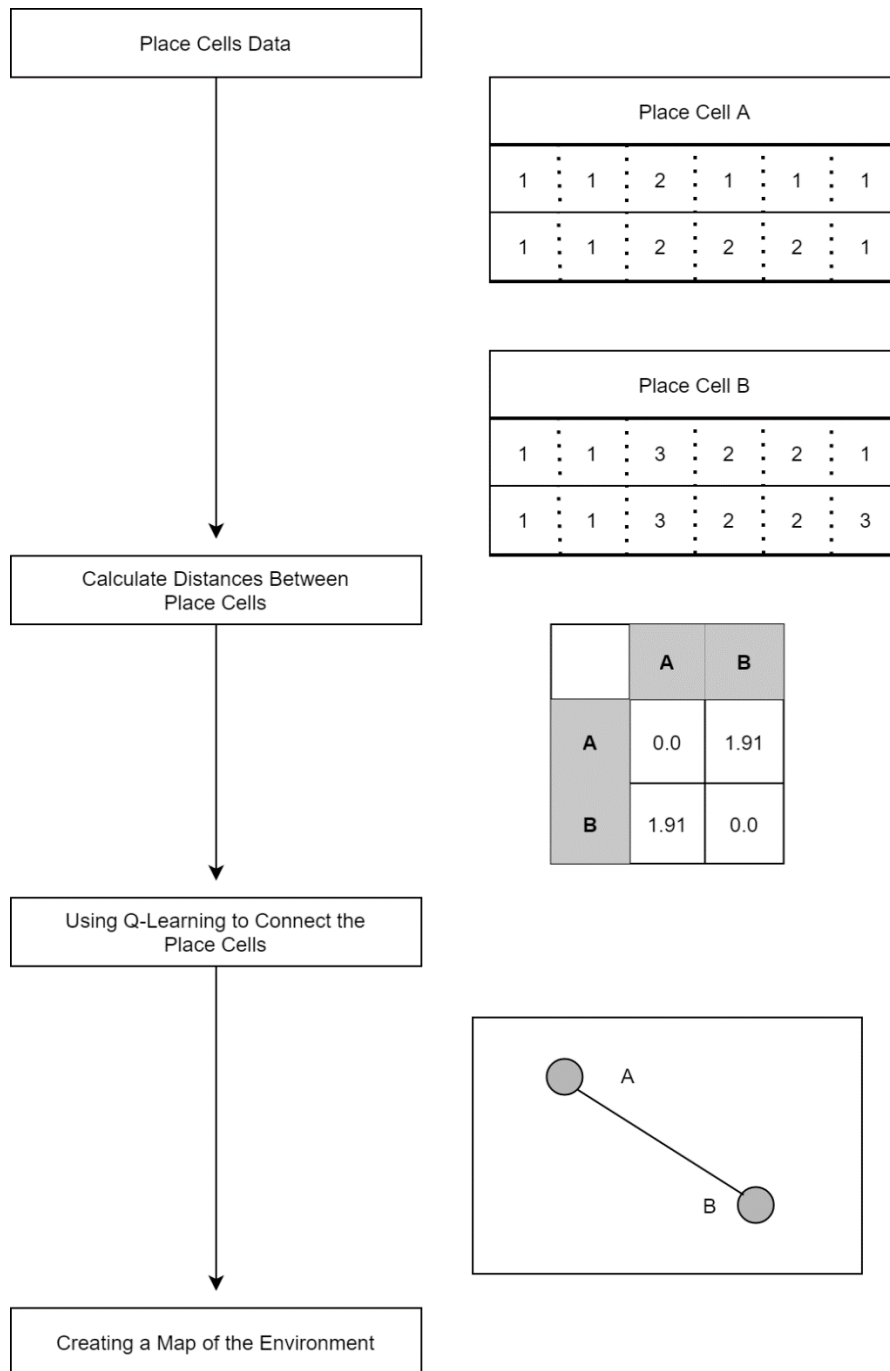 Place Cells Data
Place Cell A
1 1 2 1 1 1
1 1 2 2 2 1
Place Cell B
1 1 3 2 2 1
1 1 3 2 2 3
Calculate Distances Between
Place Cells
A B
A 0.0 1.91
B 1.91 0.0
Using Q-Learning to Connect the
Place Cells
A
B
Creating a Map of the Environment